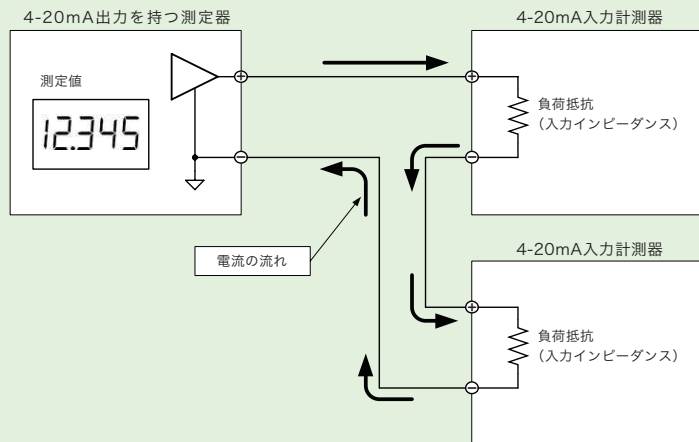 4-20mA出力を持つ測定器
4-20mA入力計測器
測定値
12.345
負荷抵抗
（入力インピーダンス）
電流の流れ
4-20mA入力計測器
負荷抵抗
（入力インピーダンス）